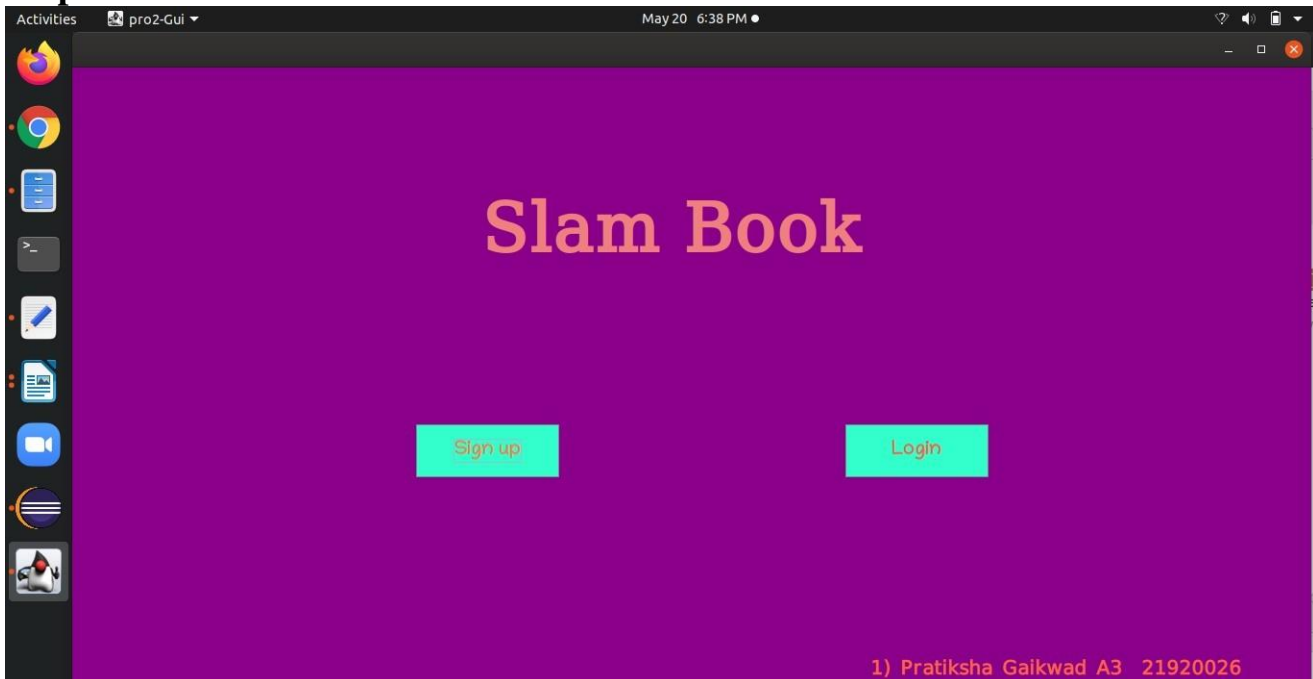 Activities pro2-Gui May 20 6:38 PM
Slam Book
Sign up Login
1) Pratiksha Gaikwad A3 21920026